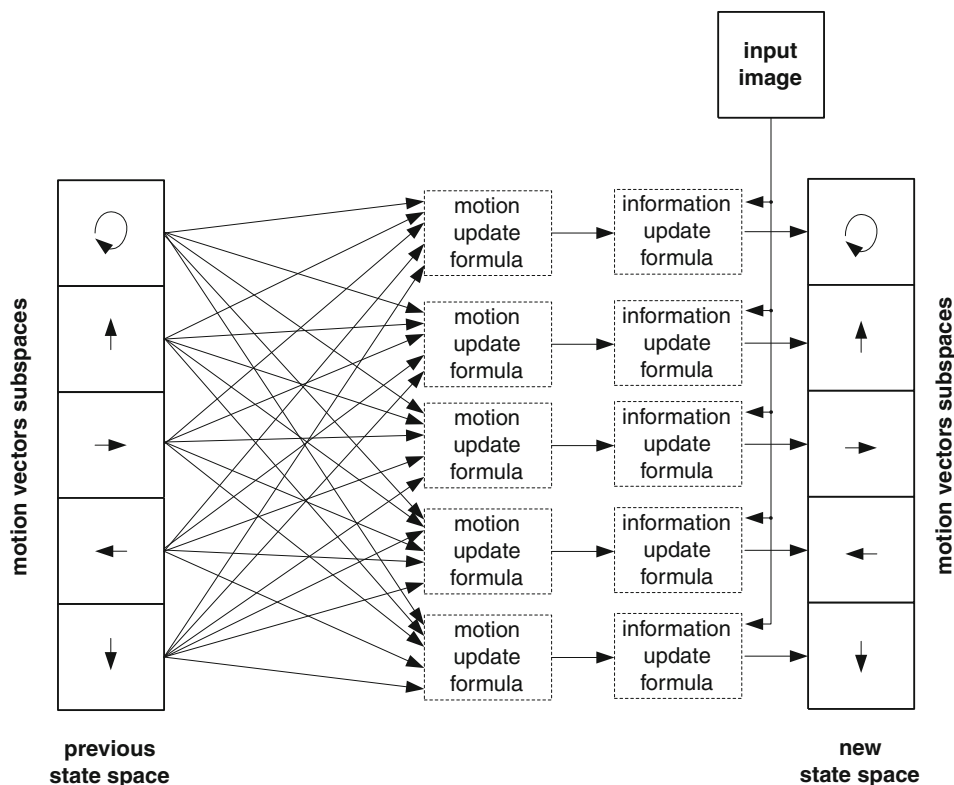 input
image
motion vectors subspaces
motion
update
formula
information
update
formula
motion
update
formula
information
update
formula
motion
update
formula
information
update
formula
motion
update
formula
information
update
formula
motion
update
formula
information
update
formula
motion vectors subspaces
previous
state space
new
state space